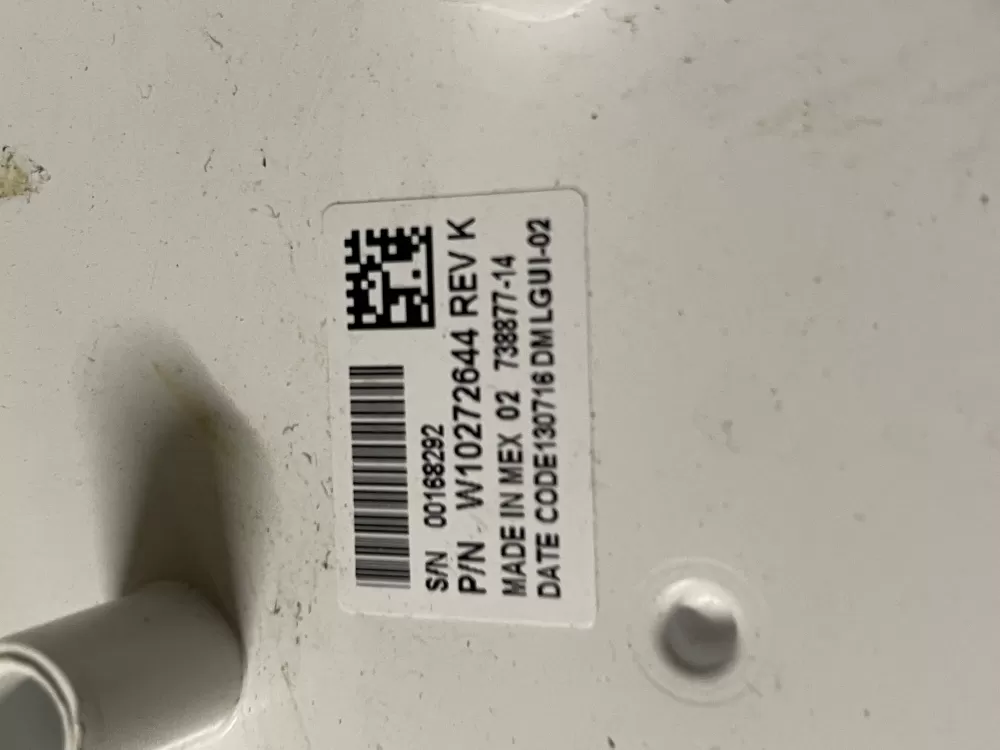 S/N 00168292
P/N W10272644 REV K
MADE IN MEX 02 738877-14
DATE CODE130716 DM LGUI-02